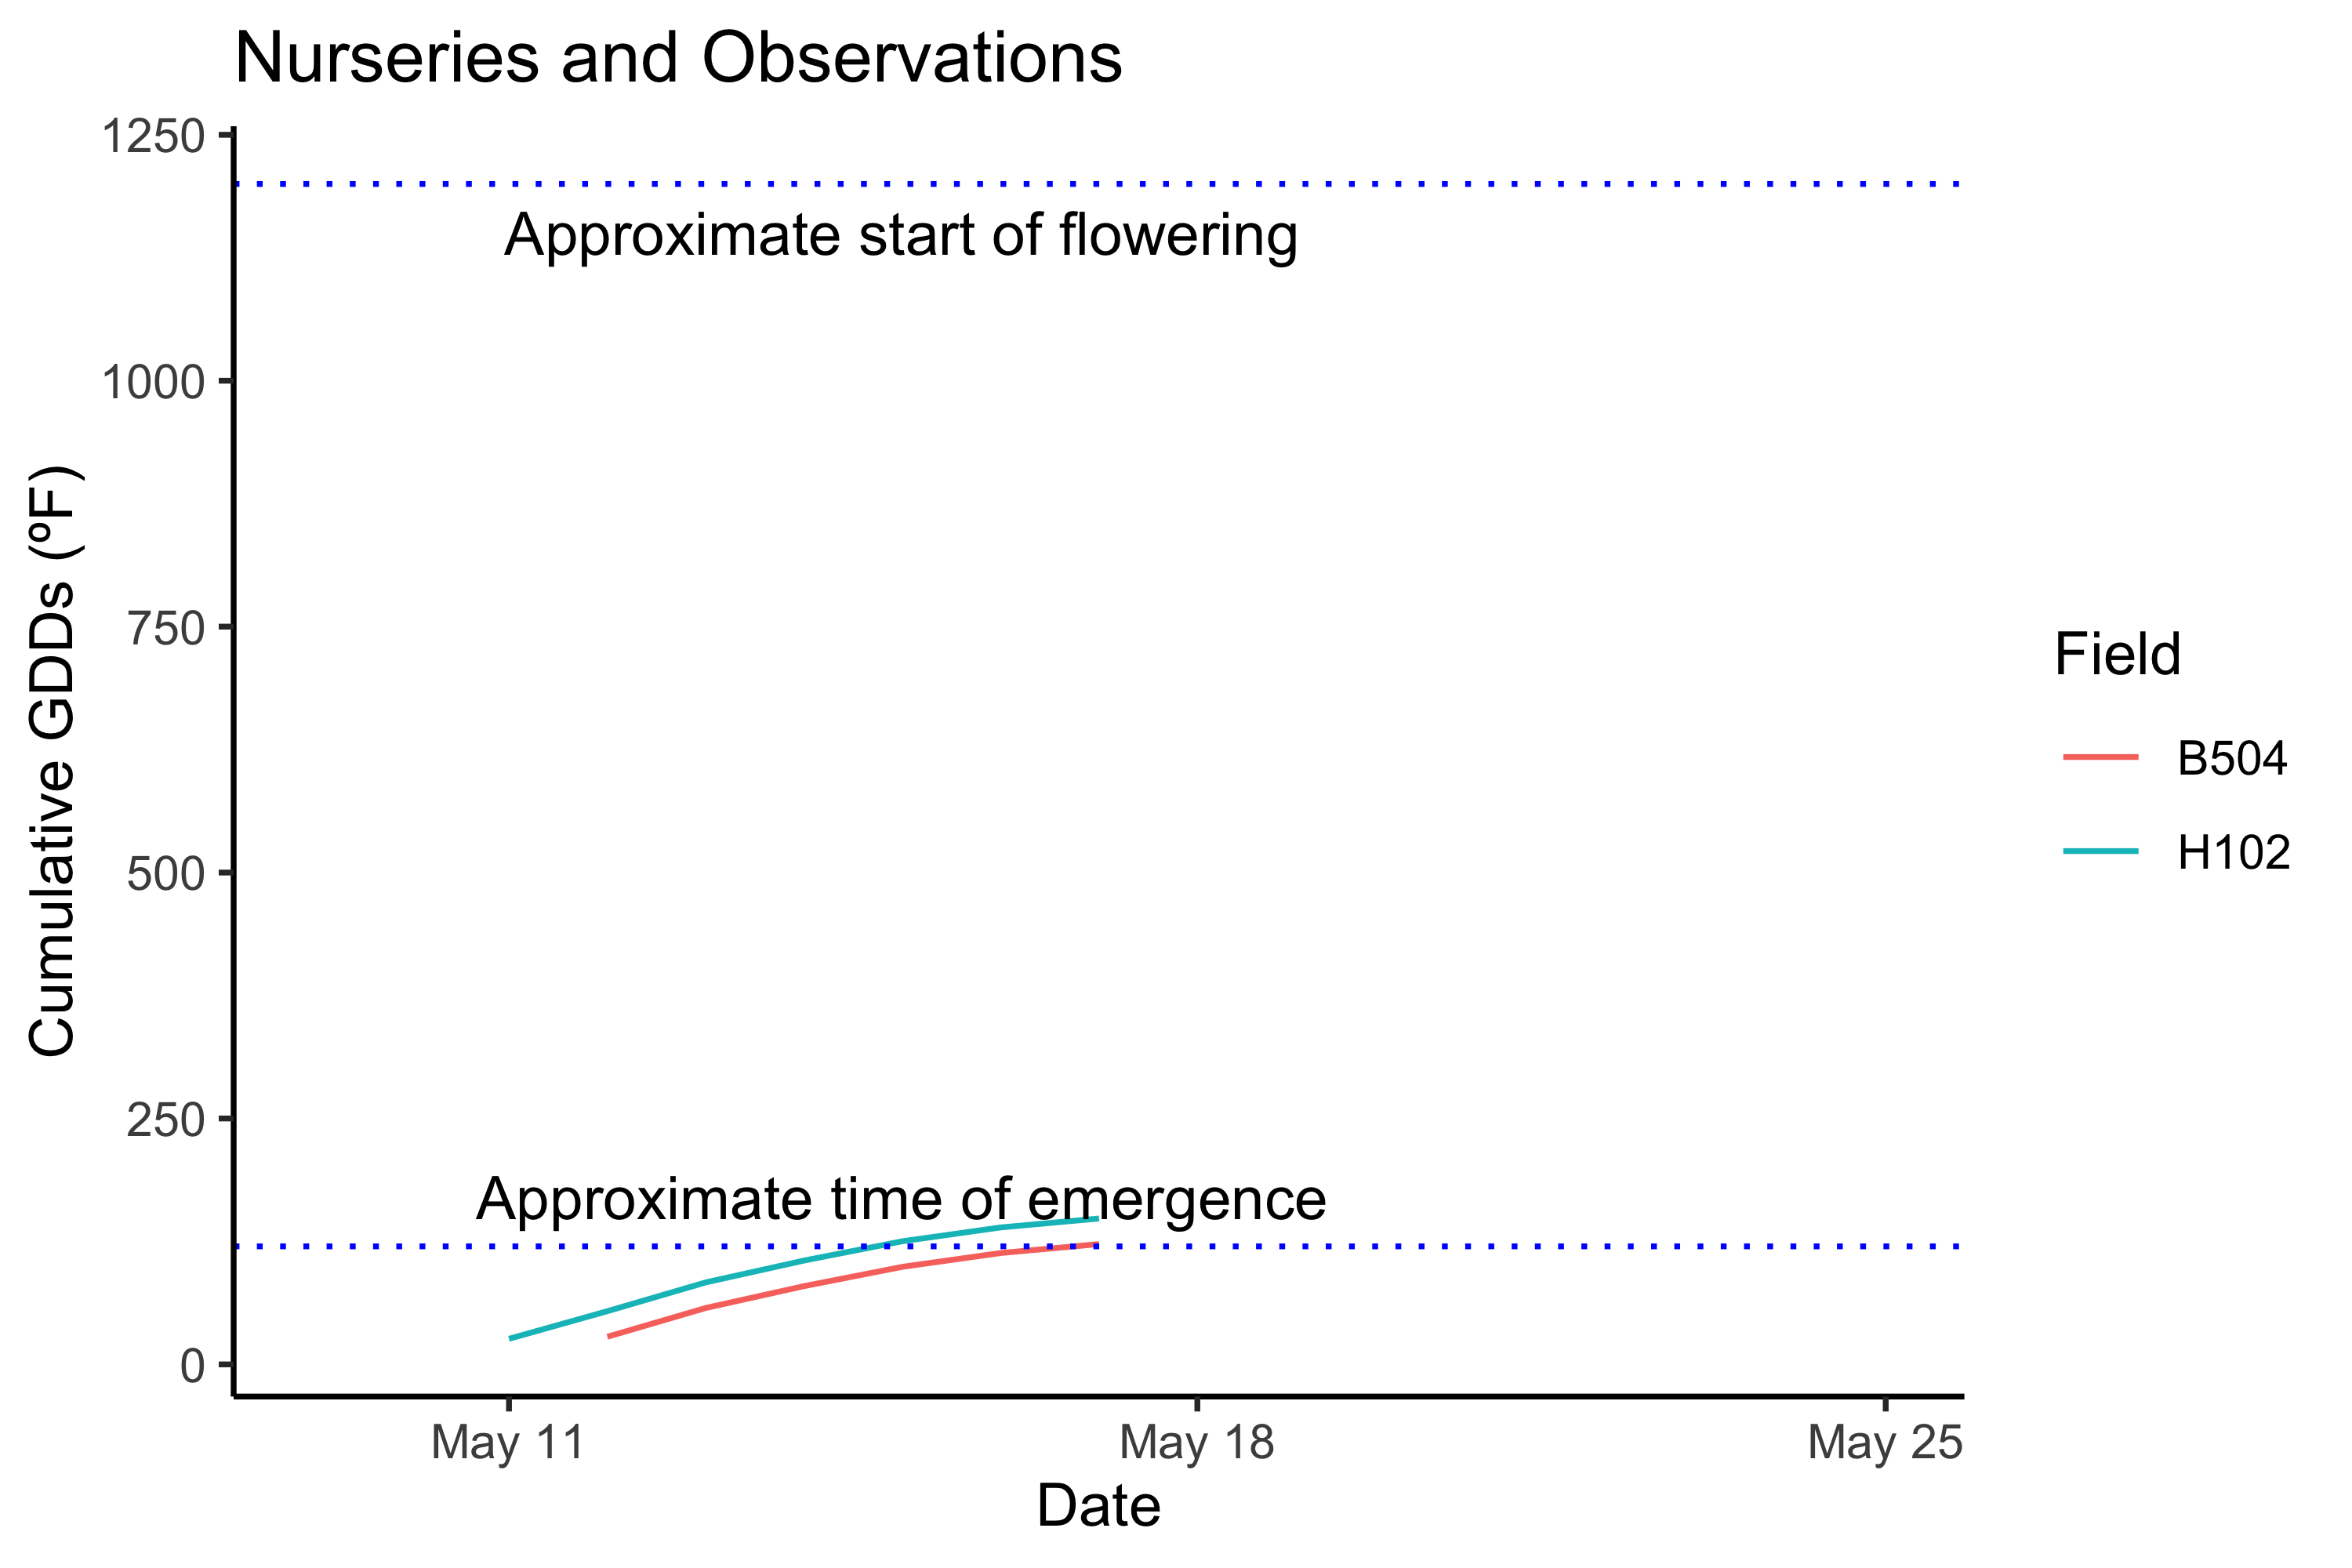 Nurseries and Observations
1250
Approximate start of flowering
1000
750
500
250
Approximate time of emergence
0
Cumulative GDDs (ºF)
May 11
May 18
May 25
Date
Field
B504
H102